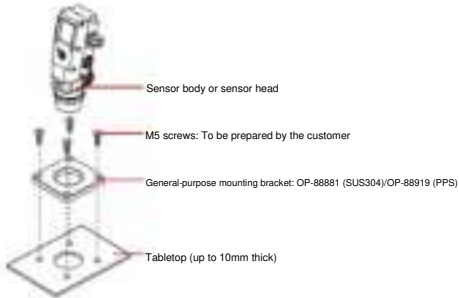 Sensor body or sensor head
M5 screws: To be prepared by the customer
General-purpose mounting bracket: OP-88881 (SUS304)/OP-88919 (PPS)
Tabletop (up to 10mm thick)